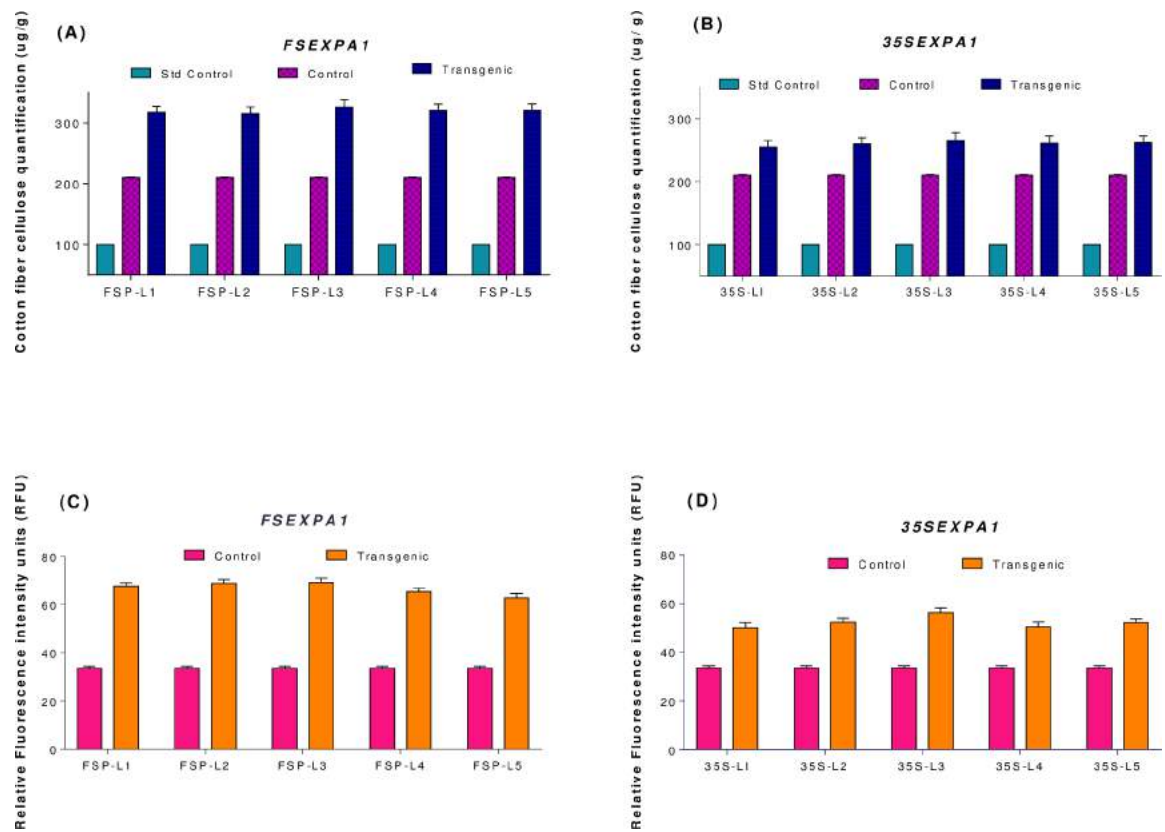 (A)
FSEXPA1
Std Control Control Transgenic
Cotton fiber cellulose quantification (ug/g)
300
200
100
FSP-L1 FSP-L2 FSP-L3 FSP-L4 FSP-L5
(B)
35SEXPA1
Std Control Control Transgenic
Cotton fiber cellulose quantification (ug/ g)
300
200
100
35S-LI 35S-L2 35S-L3 35S-L4 35S-L5
(C)
FSEXPA1
Control Transgenic
Relative Fluorescence intensity units (RFU)
80
60
40
20
0
FSP-L1 FSP-L2 FSP-L3 FSP-L4 FSP-L5
(D)
35SEXPA1
Control Transgenic
Relative Fluorescence intensity units (RFU)
80
60
40
20
0
35S-LI 35S-L2 35S-L3 35S-L4 35S-L5